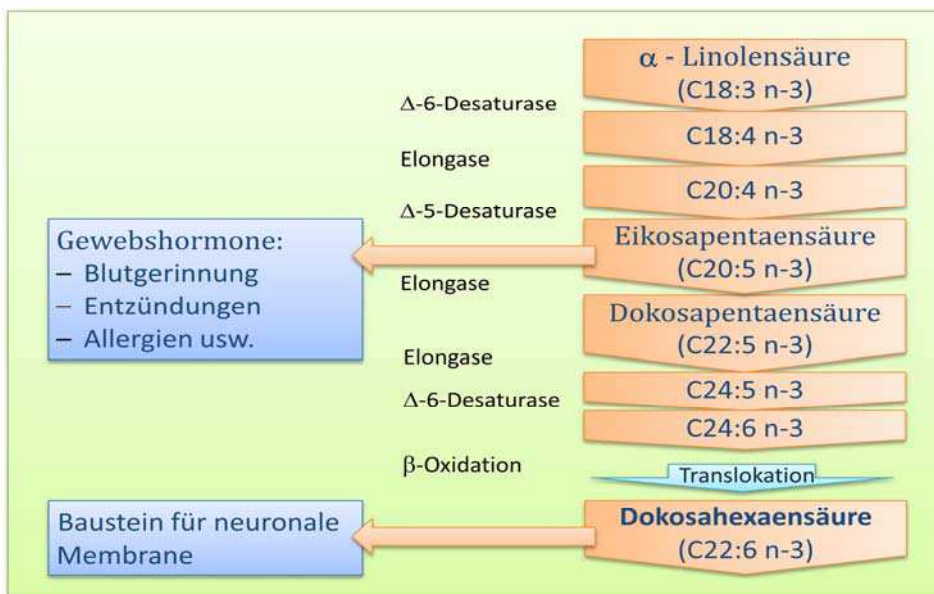 α - Linolensäure
(C18:3 n-3)
Δ-6-Desaturase
C18:4 n-3
Elongase
C20:4 n-3
Δ-5-Desaturase
Gewebshormone:
– Blutgerinnung
– Entzündungen
– Allergien usw.
Eikosapentaensäure
(C20:5 n-3)
Elongase
Dokosapentaensäure
(C22:5 n-3)
Elongase
C24:5 n-3
Δ-6-Desaturase
C24:6 n-3
β-Oxidation
Translokation
Baustein für neuronale
Membrane
Dokosahexaensäure
(C22:6 n-3)